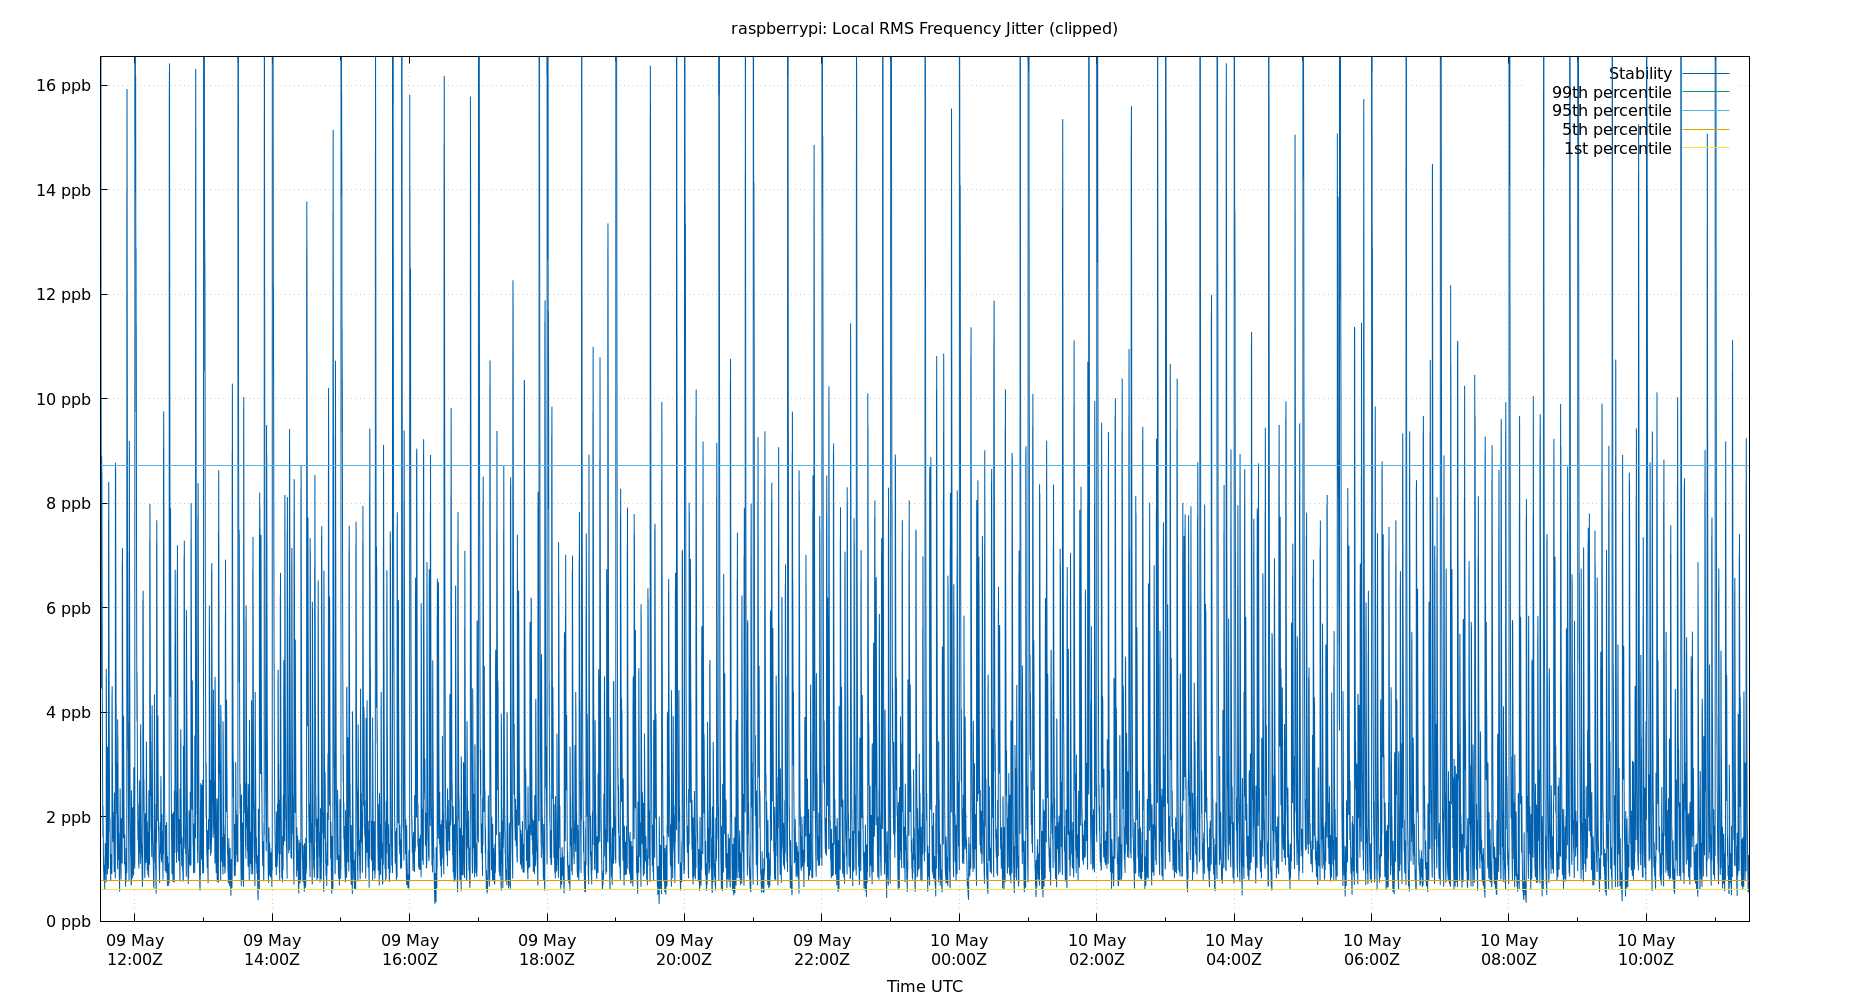 raspberrypi: Local RMS Frequency Jitter (clipped)
16 ppb
14 ppb
12 ppb
10 ppb
8 ppb
6 ppb
4 ppb
2 ppb
0 ppb
Stability
99th percentile
95th percentile
5th percentile
1st percentile
09 May 09 May 09 May 09 May 09 May 09 May 10 May 10 May 10 May 10 May 10 May 10 May
12:00Z 14:00Z 16:00Z 18:00Z 20:00Z 22:00Z 00:00Z 02:00Z 04:00Z 06:00Z 08:00Z 10:00Z
Time UTC